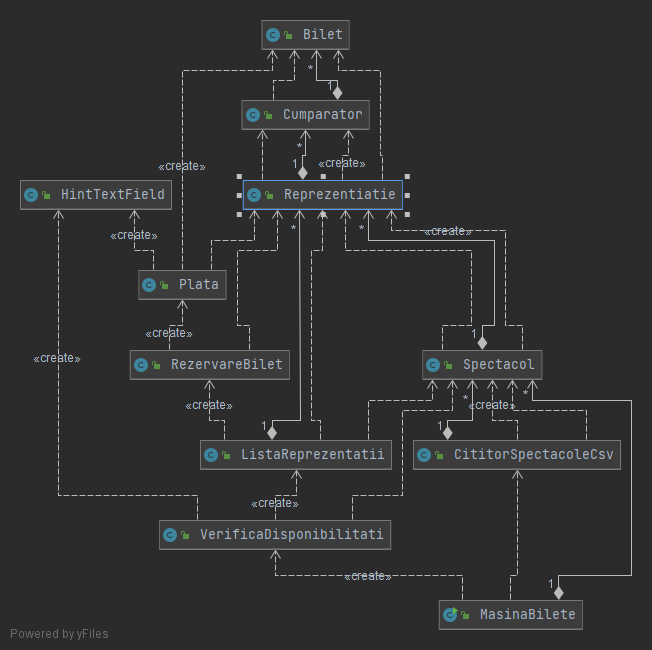 Bilet
*
1
Cumparator
*
«create»
1
«create»
HintTextField
Reprezentiatie
*
*
«create»
«create»
Plata
«create»
1
«create»
RezervareBilet
Spectacol
*
*
«create»
«create»
1
1
ListaReprezentatii
CititorSpectacoleCsv
«create»
VerificaDisponibilitati
«create»
1
MasinaBilete
Powered by yFiles